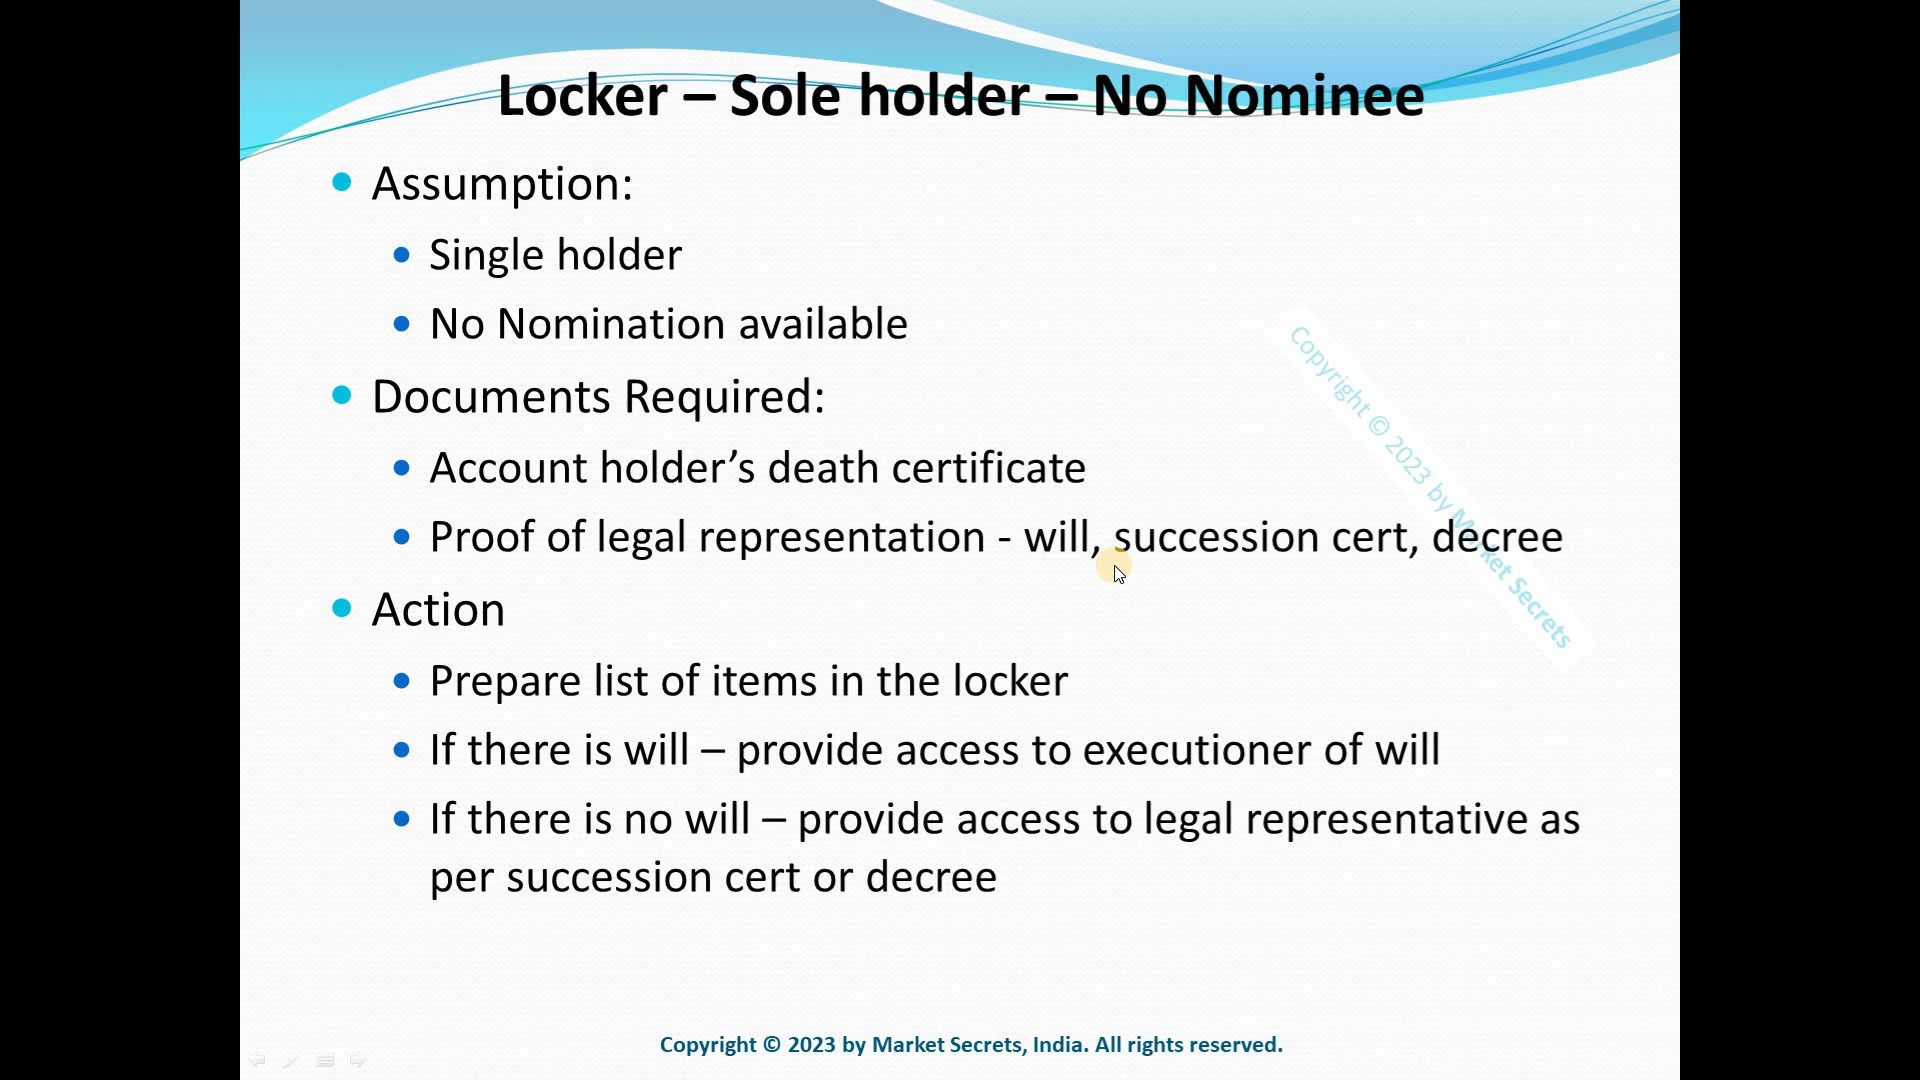 Locker – Sole holder – No Nominee
Assumption:
Single holder
No Nomination available
Documents Required:
Account holder’s death certificate
Proof of legal representation - will, succession cert, decree
Action
Prepare list of items in the locker
If there is will – provide access to executioner of will
If there is no will – provide access to legal representative as
per succession cert or decree
Copyright © 2023 by Market Secrets
Copyright © 2023 by Market Secrets, India. All rights reserved.